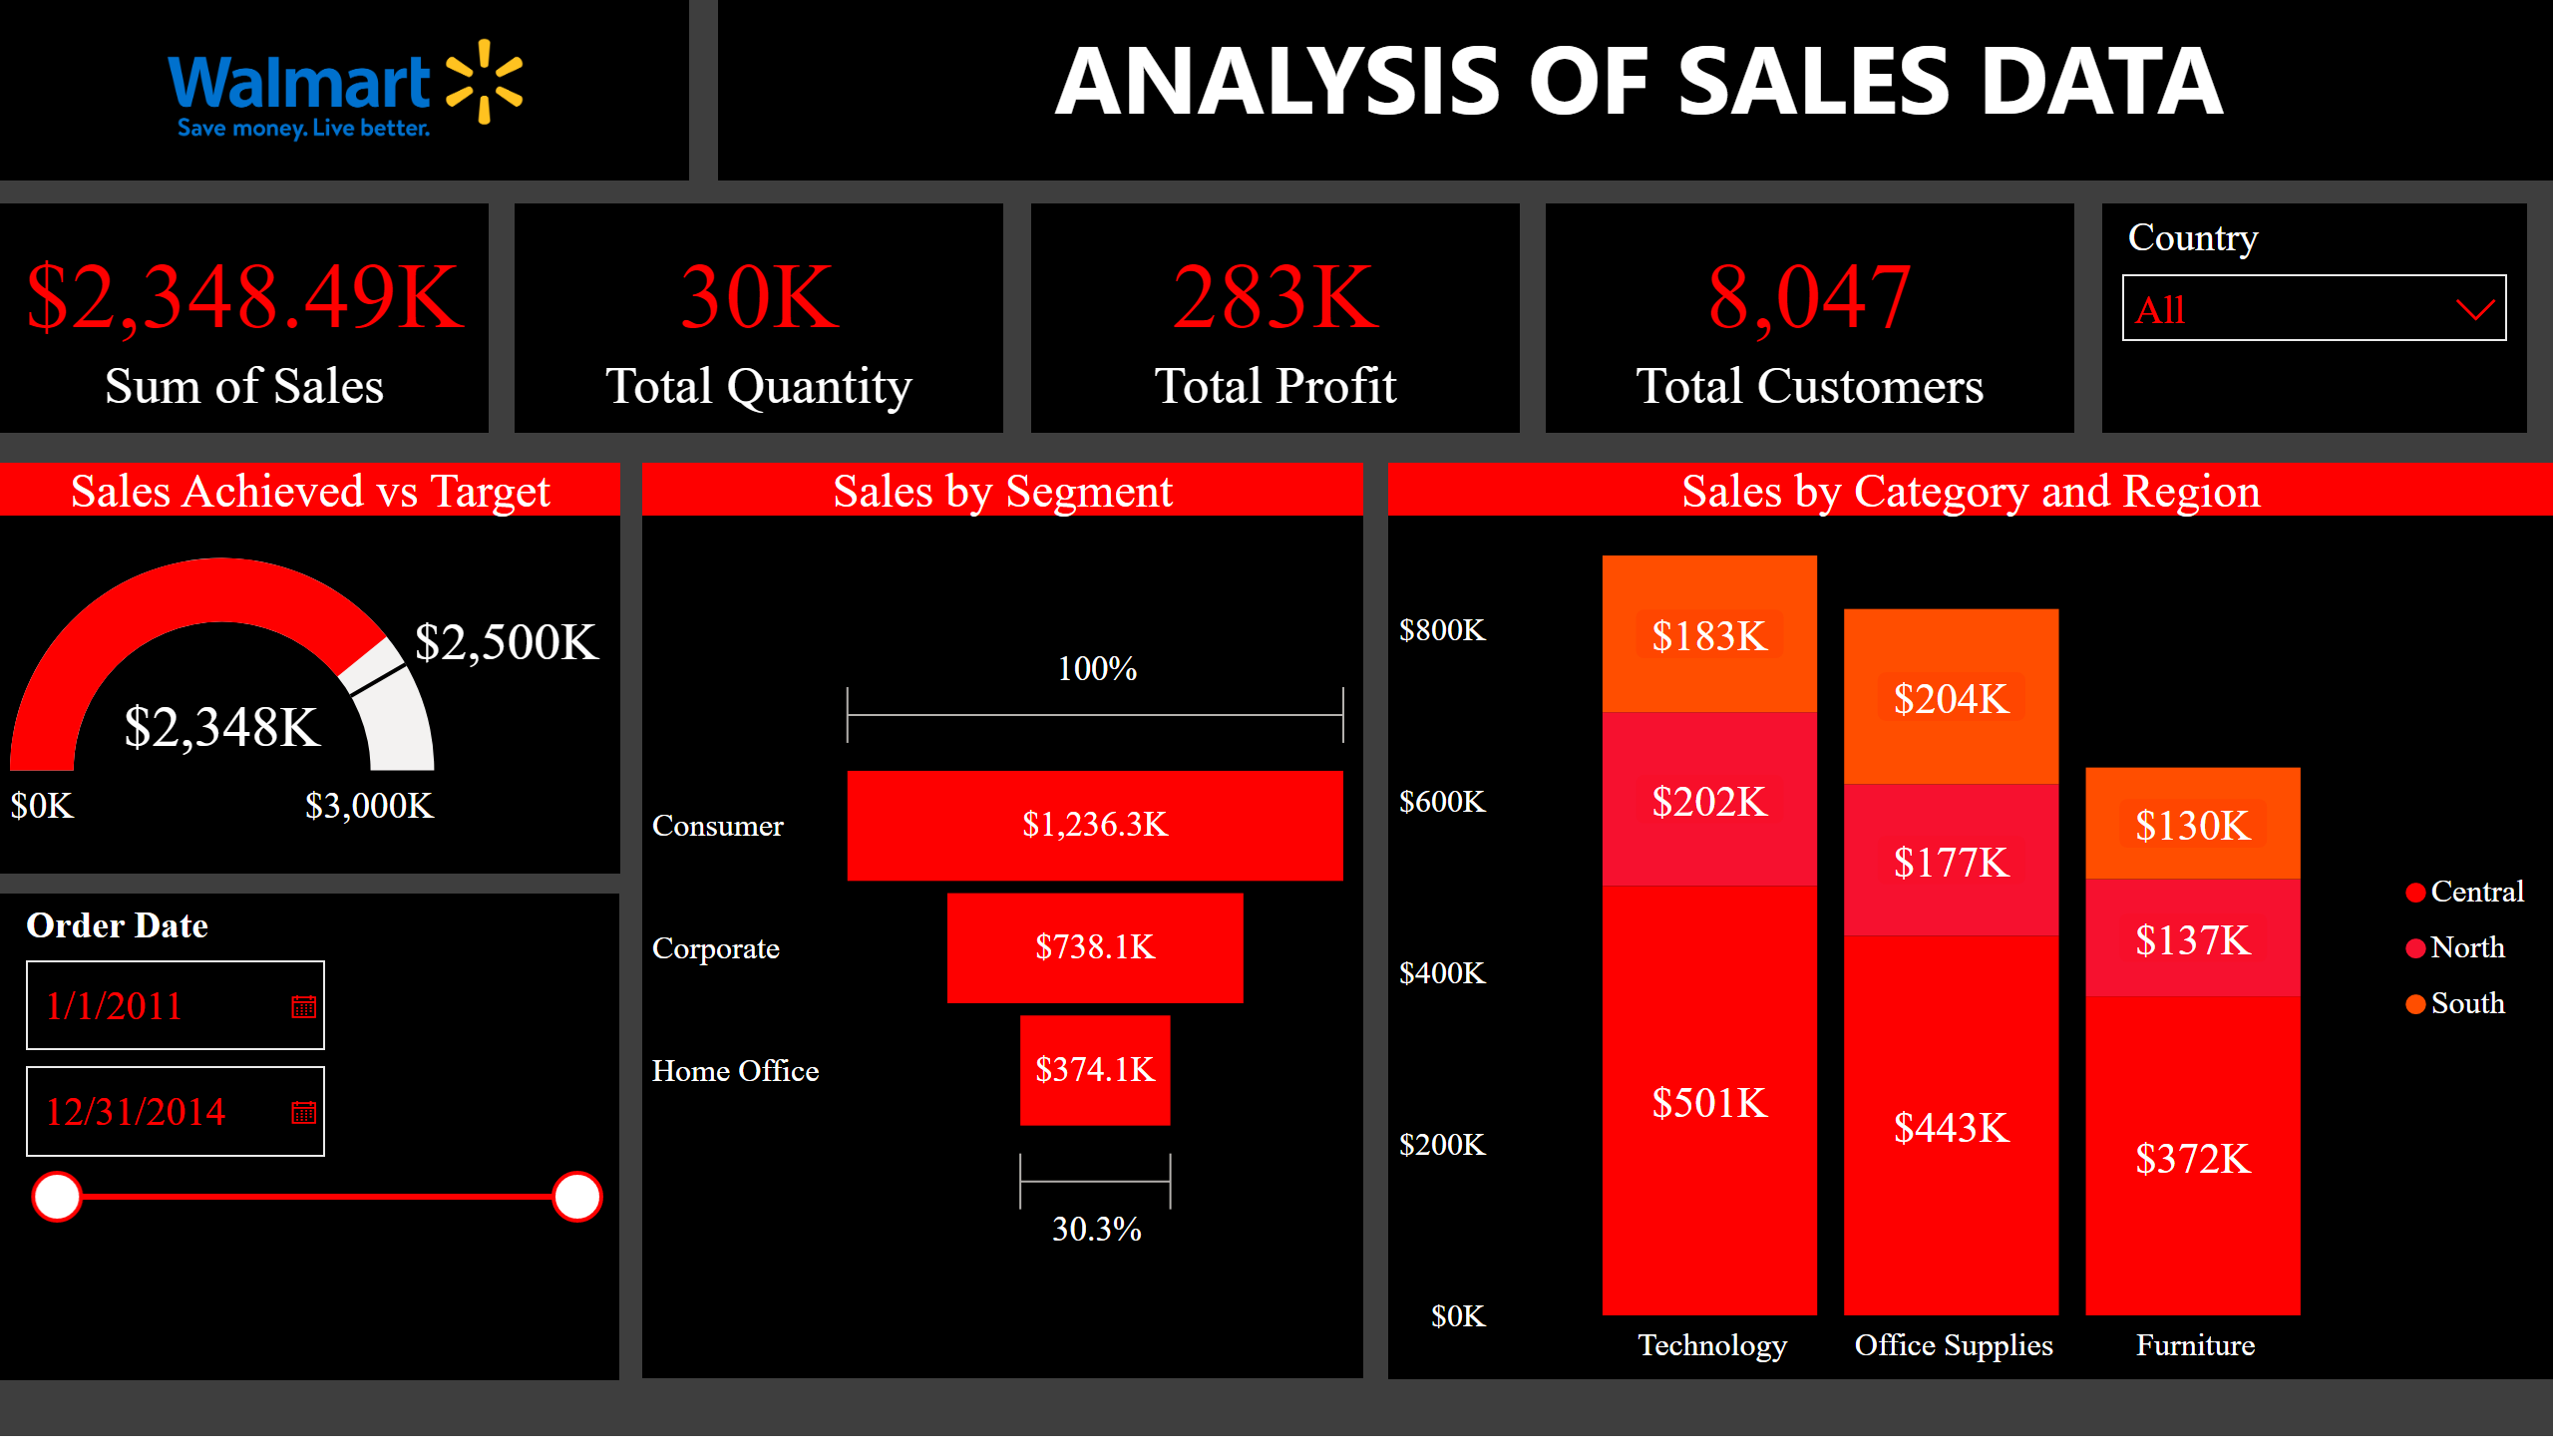 Walmart
Save money. Live better.
ANALYSIS OF SALES DATA
$2,348.49K
Sum of Sales
30K
Total Quantity
283K
Total Profit
8,047
Total Customers
Country
All
Sales Achieved vs Target
$2,500K
$2,348K
$0K
$3,000K
Order Date
1/1/2011
12/31/2014
Sales by Segment
100%
Consumer
$1,236.3K
Corporate
$738.1K
Home Office
$374.1K
30.3%
Sales by Category and Region
$800K
$600K
$400K
$200K
$0K
$183K
$202K
$501K
$204K
$177K
$443K
$130K
$137K
$372K
Technology
Office Supplies
Furniture
Central
North
South